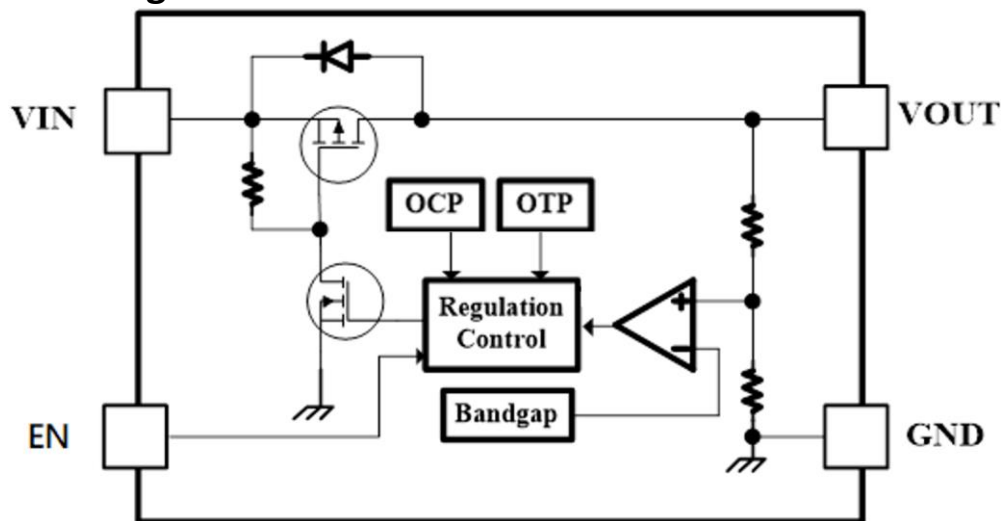 VIN
VOUT
OCP
OTP
Regulation
Control
+
−
Bandgap
EN
GND